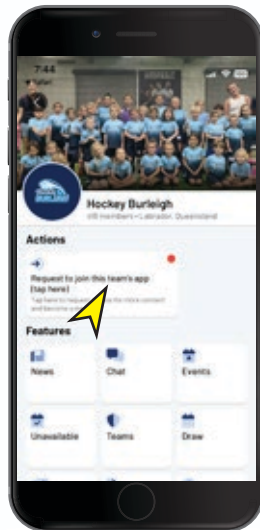 7:44
Safari
Hockey Burleigh
Labrador, Queensland
Actions
Request to join this team's app
(tap here)
Features
News
Chat
Events
Unavailable
Teams
Draw